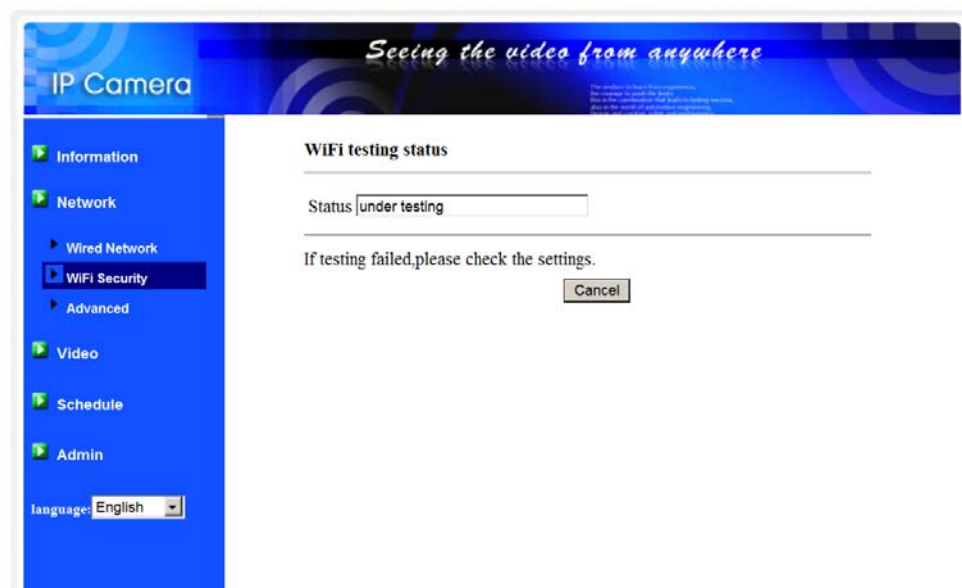 Seeing the video from anywhere
IP Camera
Information
Network
Wired Network
WiFi Security
Advanced
Video
Schedule
Admin
language: English
WiFi testing status
Status under testing
If testing failed,please check the settings.
Cancel